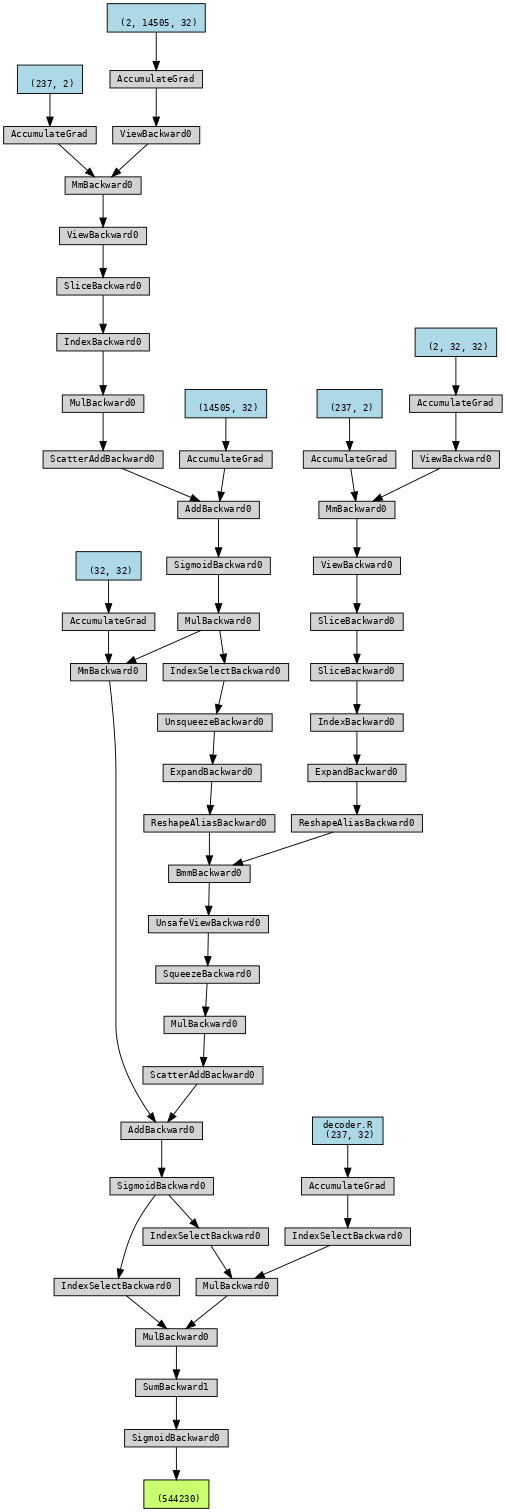 (2, 14505, 32)
(237, 2)
AccumulateGrad
AccumulateGrad
ViewBackward0
MmBackward0
ViewBackward0
SliceBackward0
IndexBackward0
(2, 32, 32)
MulBackward0
(14505, 32)
(237, 2)
AccumulateGrad
ScatterAddBackward0
AccumulateGrad
AccumulateGrad
ViewBackward0
AddBackward0
MmBackward0
(32, 32)
SigmoidBackward0
ViewBackward0
AccumulateGrad
MulBackward0
SliceBackward0
MmBackward0
IndexSelectBackward0
SliceBackward0
UnsqueezeBackward0
IndexBackward0
ExpandBackward0
ExpandBackward0
ReshapeAliasBackward0
ReshapeAliasBackward0
BmmBackward0
UnsafeViewBackward0
SqueezeBackward0
MulBackward0
ScatterAddBackward0
AddBackward0
decoder.R
(237, 32)
SigmoidBackward0
AccumulateGrad
IndexSelectBackward0
IndexSelectBackward0
IndexSelectBackward0
MulBackward0
MulBackward0
SumBackward1
SigmoidBackward0
(544230)